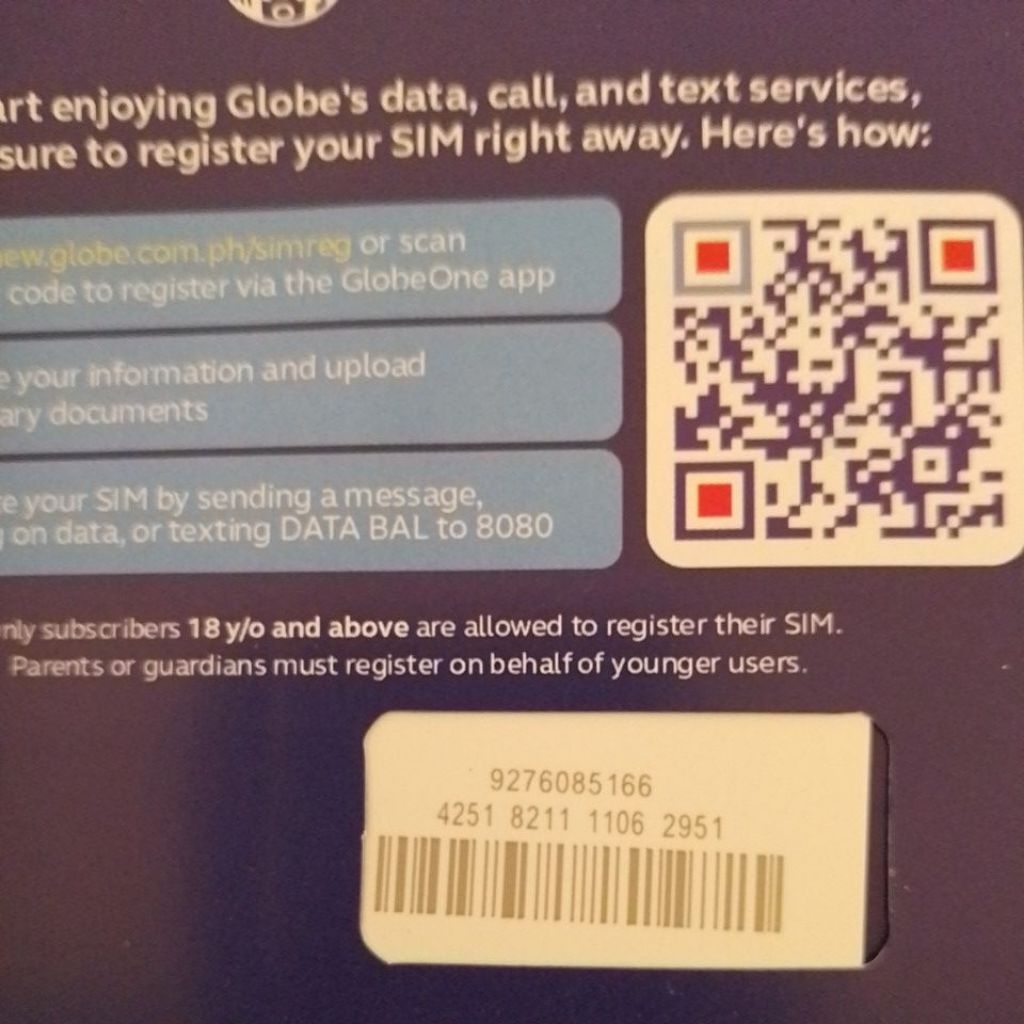 enjoying Globe's data, call, and text services,
sure to register your SIM right away. Here's how:
new.globe.com.ph/simreg or scan
code to register via the GlobeOne app
your information and upload
documents
your SIM by sending a message,
on data, or texting DATA BAL to 8080
subscribers 18 y/o and above are allowed to register their SIM.
Parents or guardians must register on behalf of younger users.
9276085166
4251 8211 1106 2951